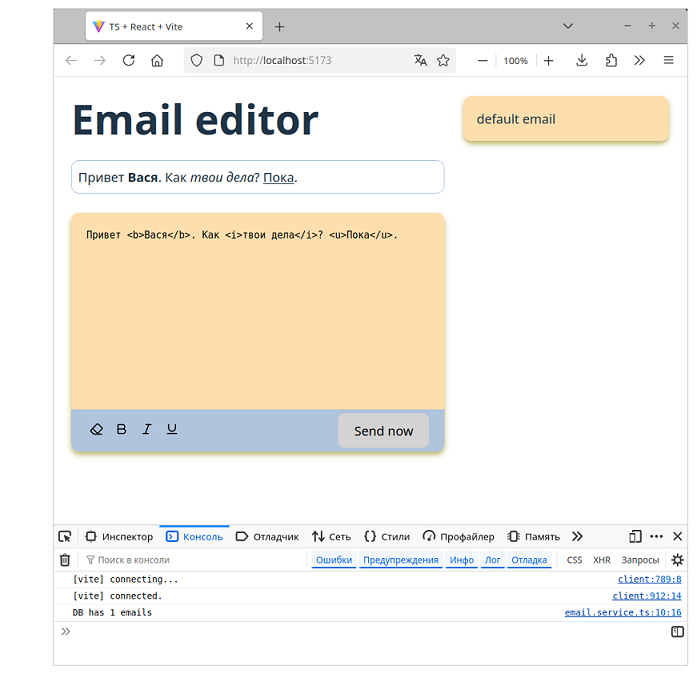 TS + React + Vite
http://localhost:5173
100%
Email editor
default email
Привет Вася. Как твои дела? Пока.
Привет <b>Вася</b>. Как <i>твои дела</i>? <u>Пока</u>.
B I U
Send now
Инспектор Консоль Отладчик Сеть Стили Профайлер Память
Поиск в консоли Ошибки Предупреждения Инфо Лог Отладка CSS XHR Запросы
[vite] connecting... client:789:8
[vite] connected. client:912:14
DB has 1 emails email.service.ts:10:16